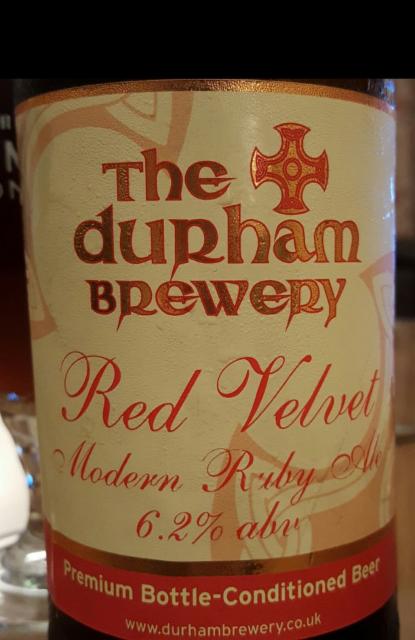 The
durham
Brewery
Red Velvet
Modern Ruby Ale
6.2% abv
Premium Bottle-Conditioned Beer
www.durhambrewery.co.uk